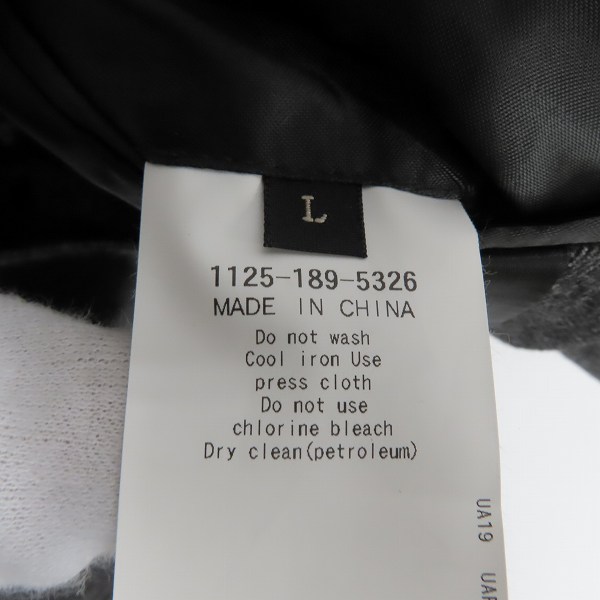 L
1125-189-5326
MADE IN CHINA
Do not wash
Cool iron Use
press cloth
Do not use
chlorine bleach
Dry clean(petroleum)
UA19